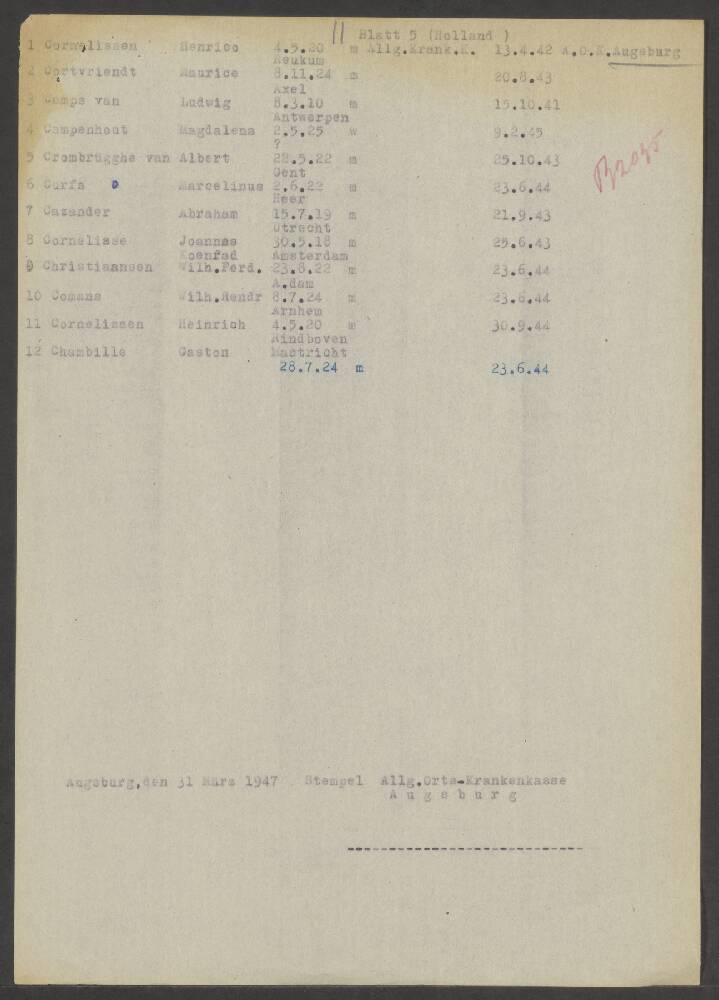 11 Blatt 5 (Holland )
1 Cornelissen Henrico 4.5.20 m Allg.Krank.K. 13.4.42 A.O.K.Augsburg
Neukum
2 Cortvriendt Maurice 8.11.24 m 20.8.43
Axel
3 Camps van Ludwig 8.3.10 m 15.10.41
Antwerpen
4 Campenhout Magdalena 2.5.25 w 9.2.45
?
5 Crombrügghe van Albert 22.5.22 m 25.10.43
Gent
6 Curfs Marcelinus 2.6.22 m 23.6.44
Heer
7 Cazander Abraham 15.7.19 m 21.9.43
Utrecht
8 Cornelisse Joannes 30.5.18 m 25.6.43
Koenrad Amsterdam
9 Christiaansen Wilh.Ferd. 23.8.22 m 23.6.44
A.dam
10 Comans Wilh.Hendr 8.7.24 m 23.6.44
Arnhem
11 Cornelissen Heinrich 4.5.20 m 30.9.44
Eindhoven
12 Chambille Gaston Mastricht
28.7.24 m 23.6.44
Augsburg,den 31 März 1947 Stempel Allg.Orts-Krankenkasse
A u g s b u r g